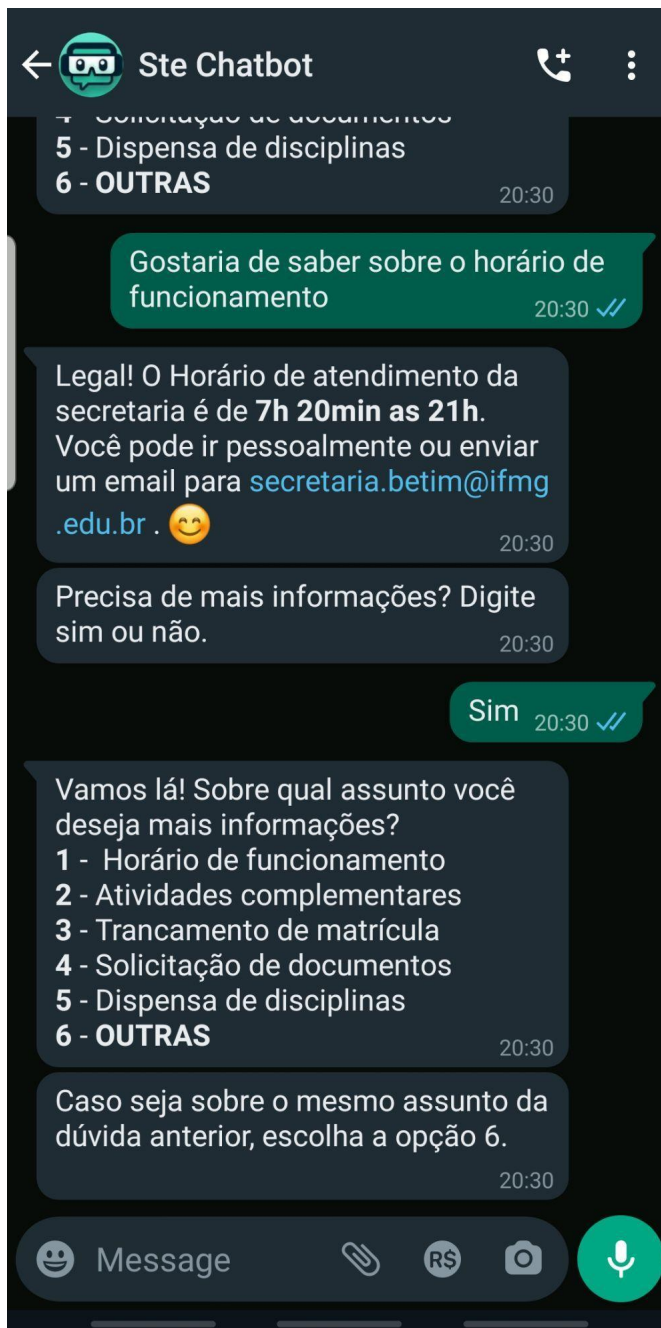 Ste Chatbot
4 - Solicitação de documentos
5 - Dispensa de disciplinas
6 - OUTRAS
20:30
Gostaria de saber sobre o horário de
funcionamento
20:30
Legal! O Horário de atendimento da
secretaria é de 7h 20min as 21h.
Você pode ir pessoalmente ou enviar
um email para secretaria.betim@ifmg
.edu.br . 😊
20:30
Precisa de mais informações? Digite
sim ou não.
20:30
Sim 20:30
Vamos lá! Sobre qual assunto você
deseja mais informações?
1 -  Horário de funcionamento
2 - Atividades complementares
3 - Trancamento de matrícula
4 - Solicitação de documentos
5 - Dispensa de disciplinas
6 - OUTRAS
20:30
Caso seja sobre o mesmo assunto da
dúvida anterior, escolha a opção 6.
20:30
Message R$